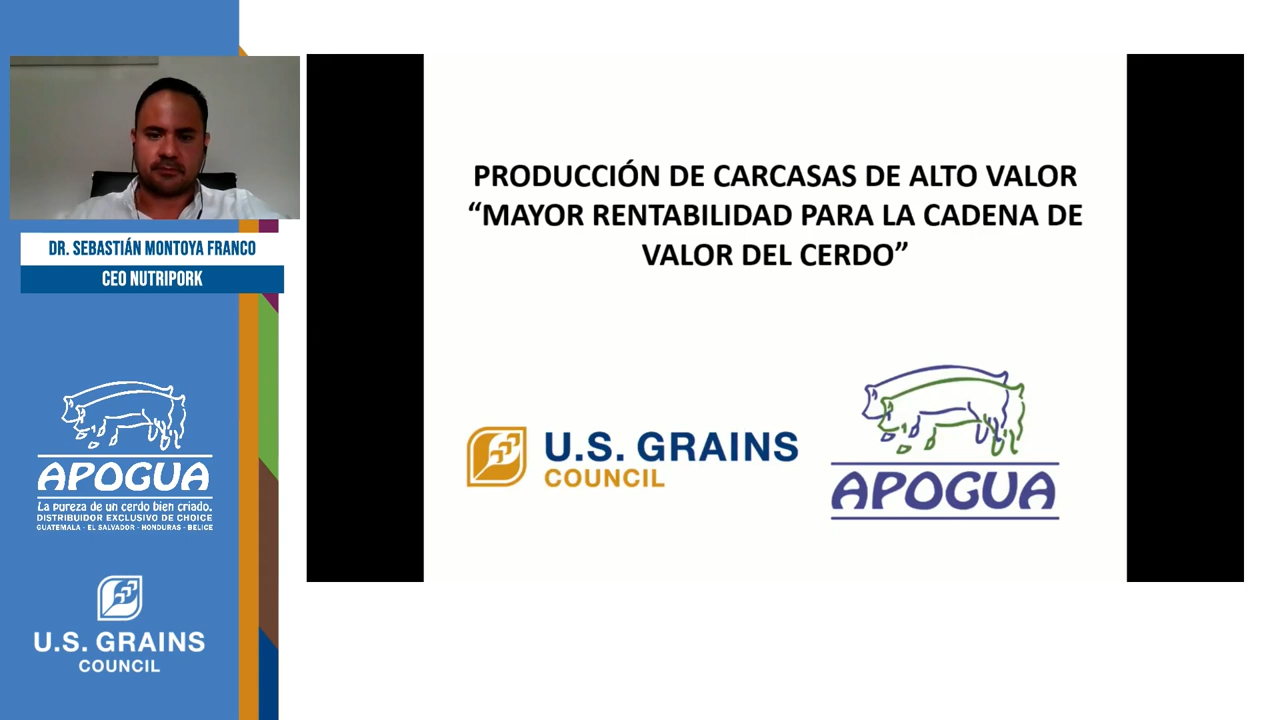 DR. SEBASTIÁN MONTOYA FRANCO
CEO NUTRIPORK
APOGUA
La pureza de un cerdo bien criado.
DISTRIBUIDOR EXCLUSIVO DE CHOICE
GUATEMALA - EL SALVADOR - HONDURAS - BELICE
U.S. GRAINS
COUNCIL
PRODUCCIÓN DE CARCASAS DE ALTO VALOR
“MAYOR RENTABILIDAD PARA LA CADENA DE
VALOR DEL CERDO”
U.S. GRAINS
COUNCIL
APOGUA